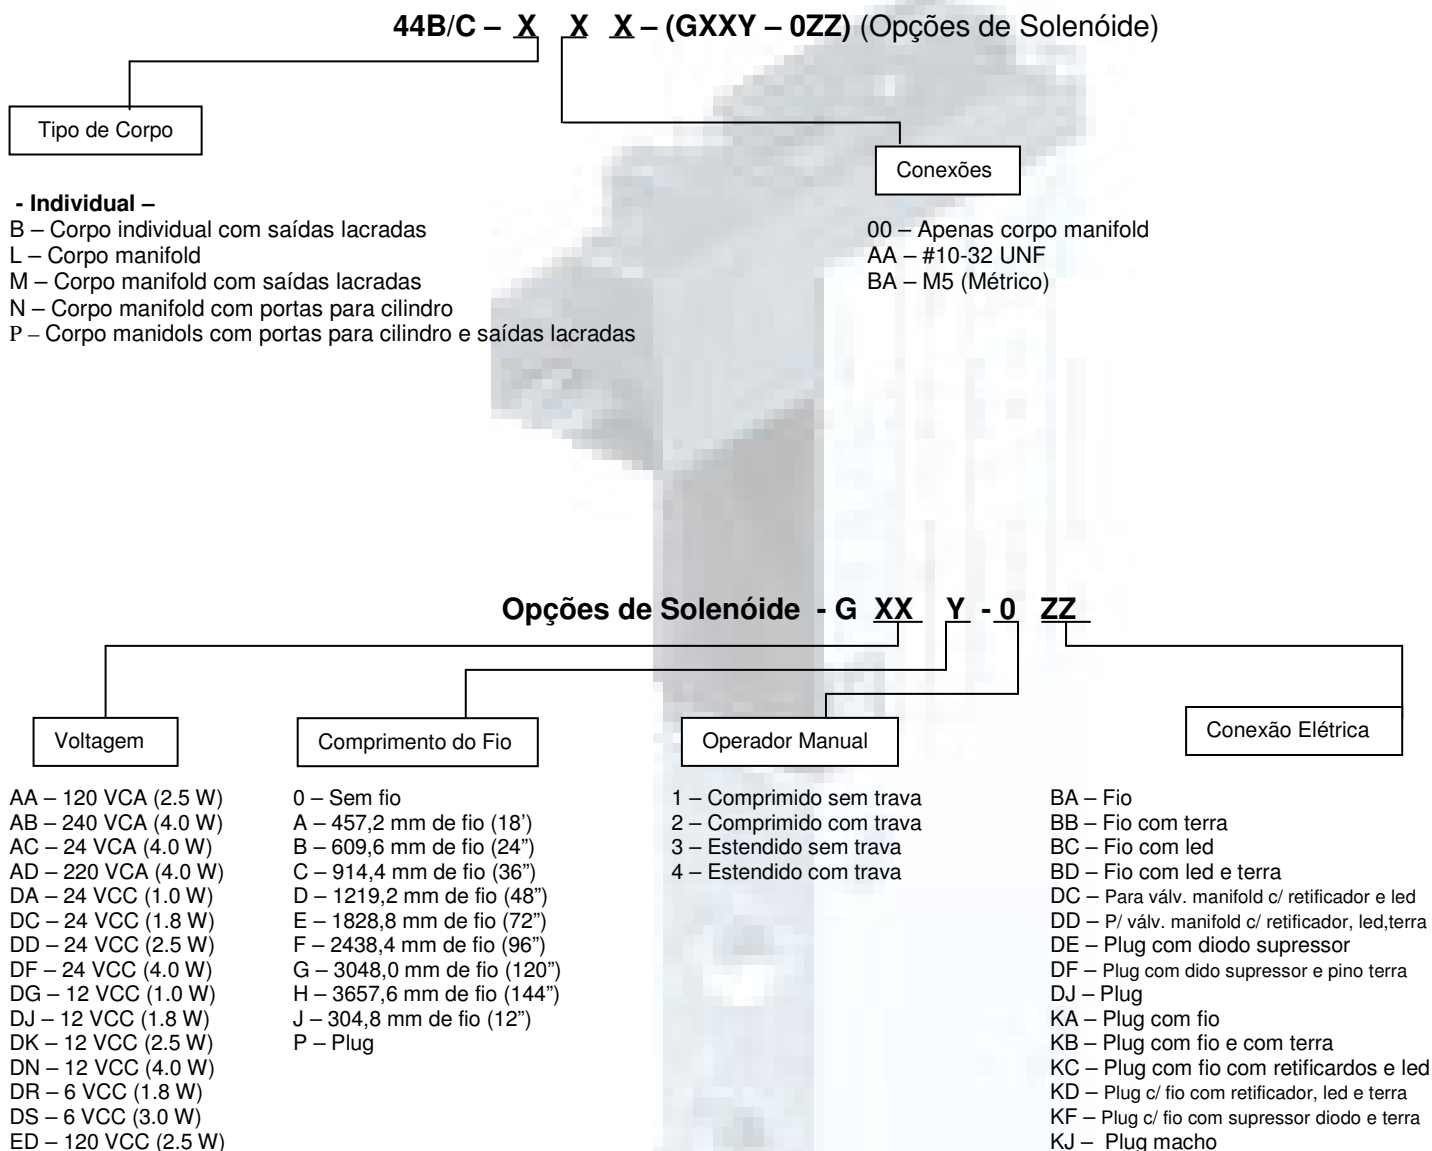 44B/C – X X X – (GXXY – 0ZZ) (Opções de Solenóide)
Tipo de Corpo
Conexões
- Individual –
B – Corpo individual com saídas lacradas
L – Corpo manifold
M – Corpo manifold com saídas lacradas
N – Corpo manifold com portas para cilindro
P – Corpo manidols com portas para cilindro e saídas lacradas
00 – Apenas corpo manifold
AA – #10-32 UNF
BA – M5 (Métrico)
Opções de Solenóide - G XX Y - 0 ZZ
Voltagem
Comprimento do Fio
Operador Manual
Conexão Elétrica
AA – 120 VCA (2.5 W)
AB – 240 VCA (4.0 W)
AC – 24 VCA (4.0 W)
AD – 220 VCA (4.0 W)
DA – 24 VCC (1.0 W)
DC – 24 VCC (1.8 W)
DD – 24 VCC (2.5 W)
DF – 24 VCC (4.0 W)
DG – 12 VCC (1.0 W)
DJ – 12 VCC (1.8 W)
DK – 12 VCC (2.5 W)
DN – 12 VCC (4.0 W)
DR – 6 VCC (1.8 W)
DS – 6 VCC (3.0 W)
ED – 120 VCC (2.5 W)
0 – Sem fio
A – 457,2 mm de fio (18’)
B – 609,6 mm de fio (24”)
C – 914,4 mm de fio (36”)
D – 1219,2 mm de fio (48”)
E – 1828,8 mm de fio (72”)
F – 2438,4 mm de fio (96”)
G – 3048,0 mm de fio (120”)
H – 3657,6 mm de fio (144”)
J – 304,8 mm de fio (12”)
P – Plug
1 – Comprimido sem trava
2 – Comprimido com trava
3 – Estendido sem trava
4 – Estendido com trava
BA – Fio
BB – Fio com terra
BC – Fio com led
BD – Fio com led e terra
DC – Para válv. manifold c/ retificador e led
DD – P/ válv. manifold c/ retificador, led,terra
DE – Plug com diodo supressor
DF – Plug com dido supressor e pino terra
DJ – Plug
KA – Plug com fio
KB – Plug com fio e com terra
KC – Plug com fio com retificardos e led
KD – Plug c/ fio com retificador, led e terra
KF – Plug c/ fio com supressor diodo e terra
KJ – Plug macho